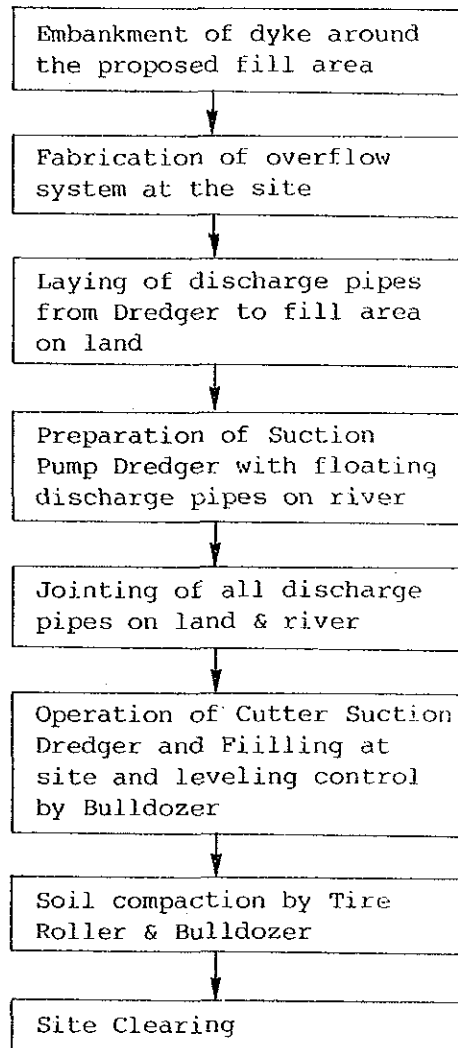 Embankment of dyke around
the proposed fill area
Fabrication of overflow
system at the site
Laying of discharge pipes
from Dredger to fill area
on land
Preparation of Suction
Pump Dredger with floating
discharge pipes on river
Jointing of all discharge
pipes on land & river
Operation of Cutter Suction
Dredger and Fiilling at
site and leveling control
by Bulldozer
Soil compaction by Tire
Roller & Bulldozer
Site Clearing